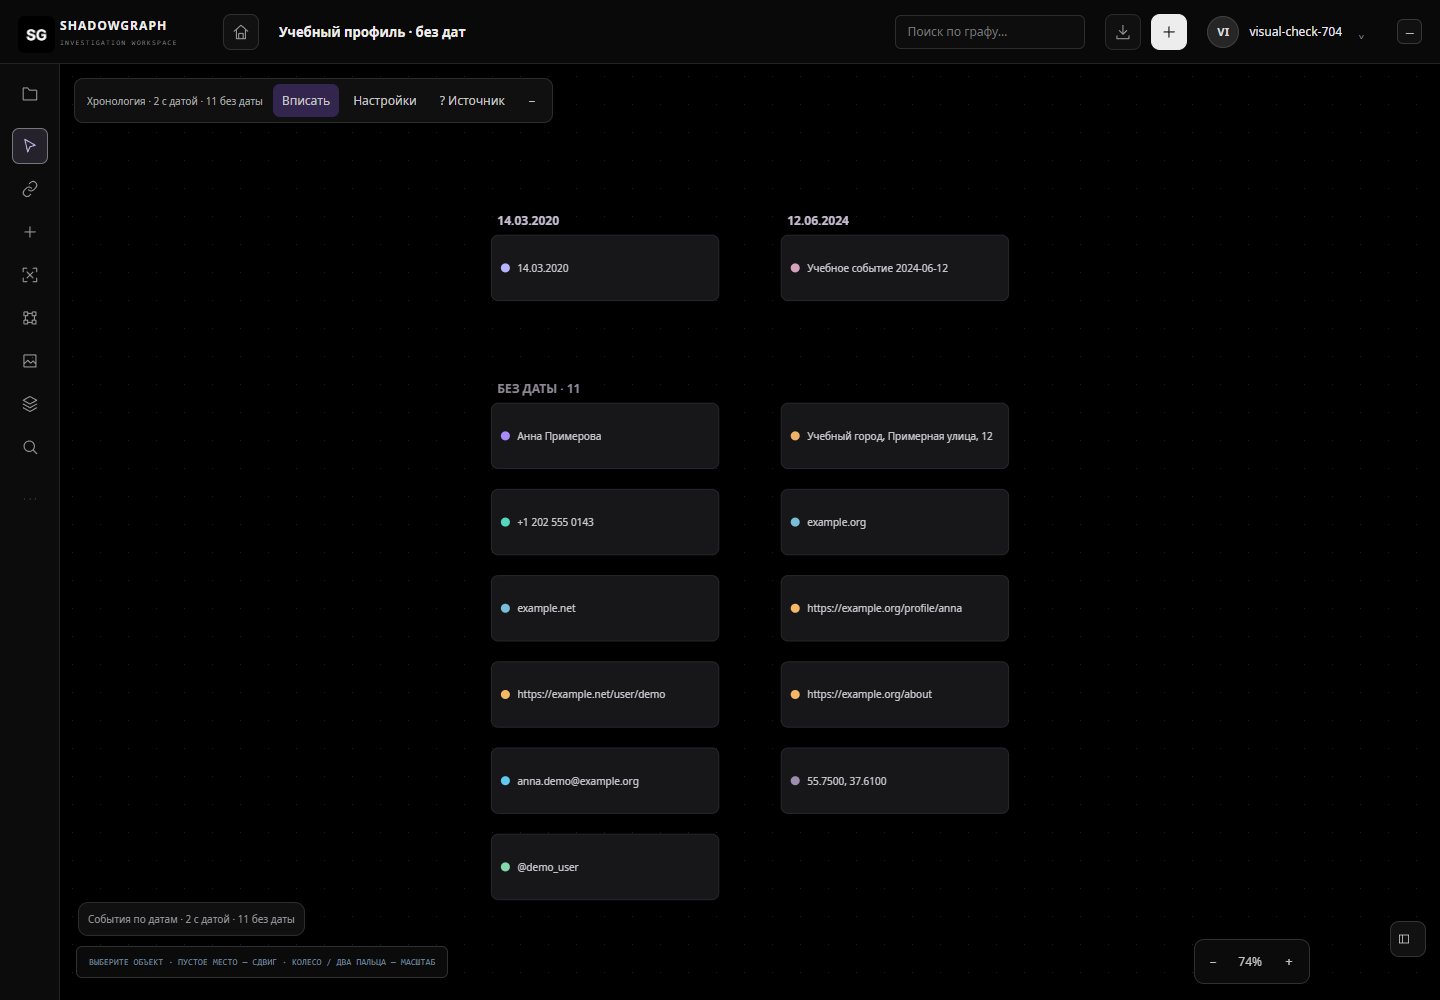 SG
SHADOWGRAPH
INVESTIGATION WORKSPACE
Учебный профиль · без дат
Поиск по графу...
VI
visual-check-704
Хронология · 2 с датой · 11 без даты
Вписать
Настройки
? Источник
–
14.03.2020
12.06.2024
14.03.2020
Учебное событие 2024-06-12
БЕЗ ДАТЫ · 11
Анна Примерова
Учебный город, Примерная улица, 12
+1 202 555 0143
example.org
example.net
https://example.org/profile/anna
https://example.net/user/demo
https://example.org/about
anna.demo@example.org
55.7500, 37.6100
@demo_user
События по датам · 2 с датой · 11 без даты
ВЫБЕРИТЕ ОБЪЕКТ · ПУСТОЕ МЕСТО — СДВИГ · КОЛЕСО / ДВА ПАЛЬЦА — МАСШТАБ
− 74% +